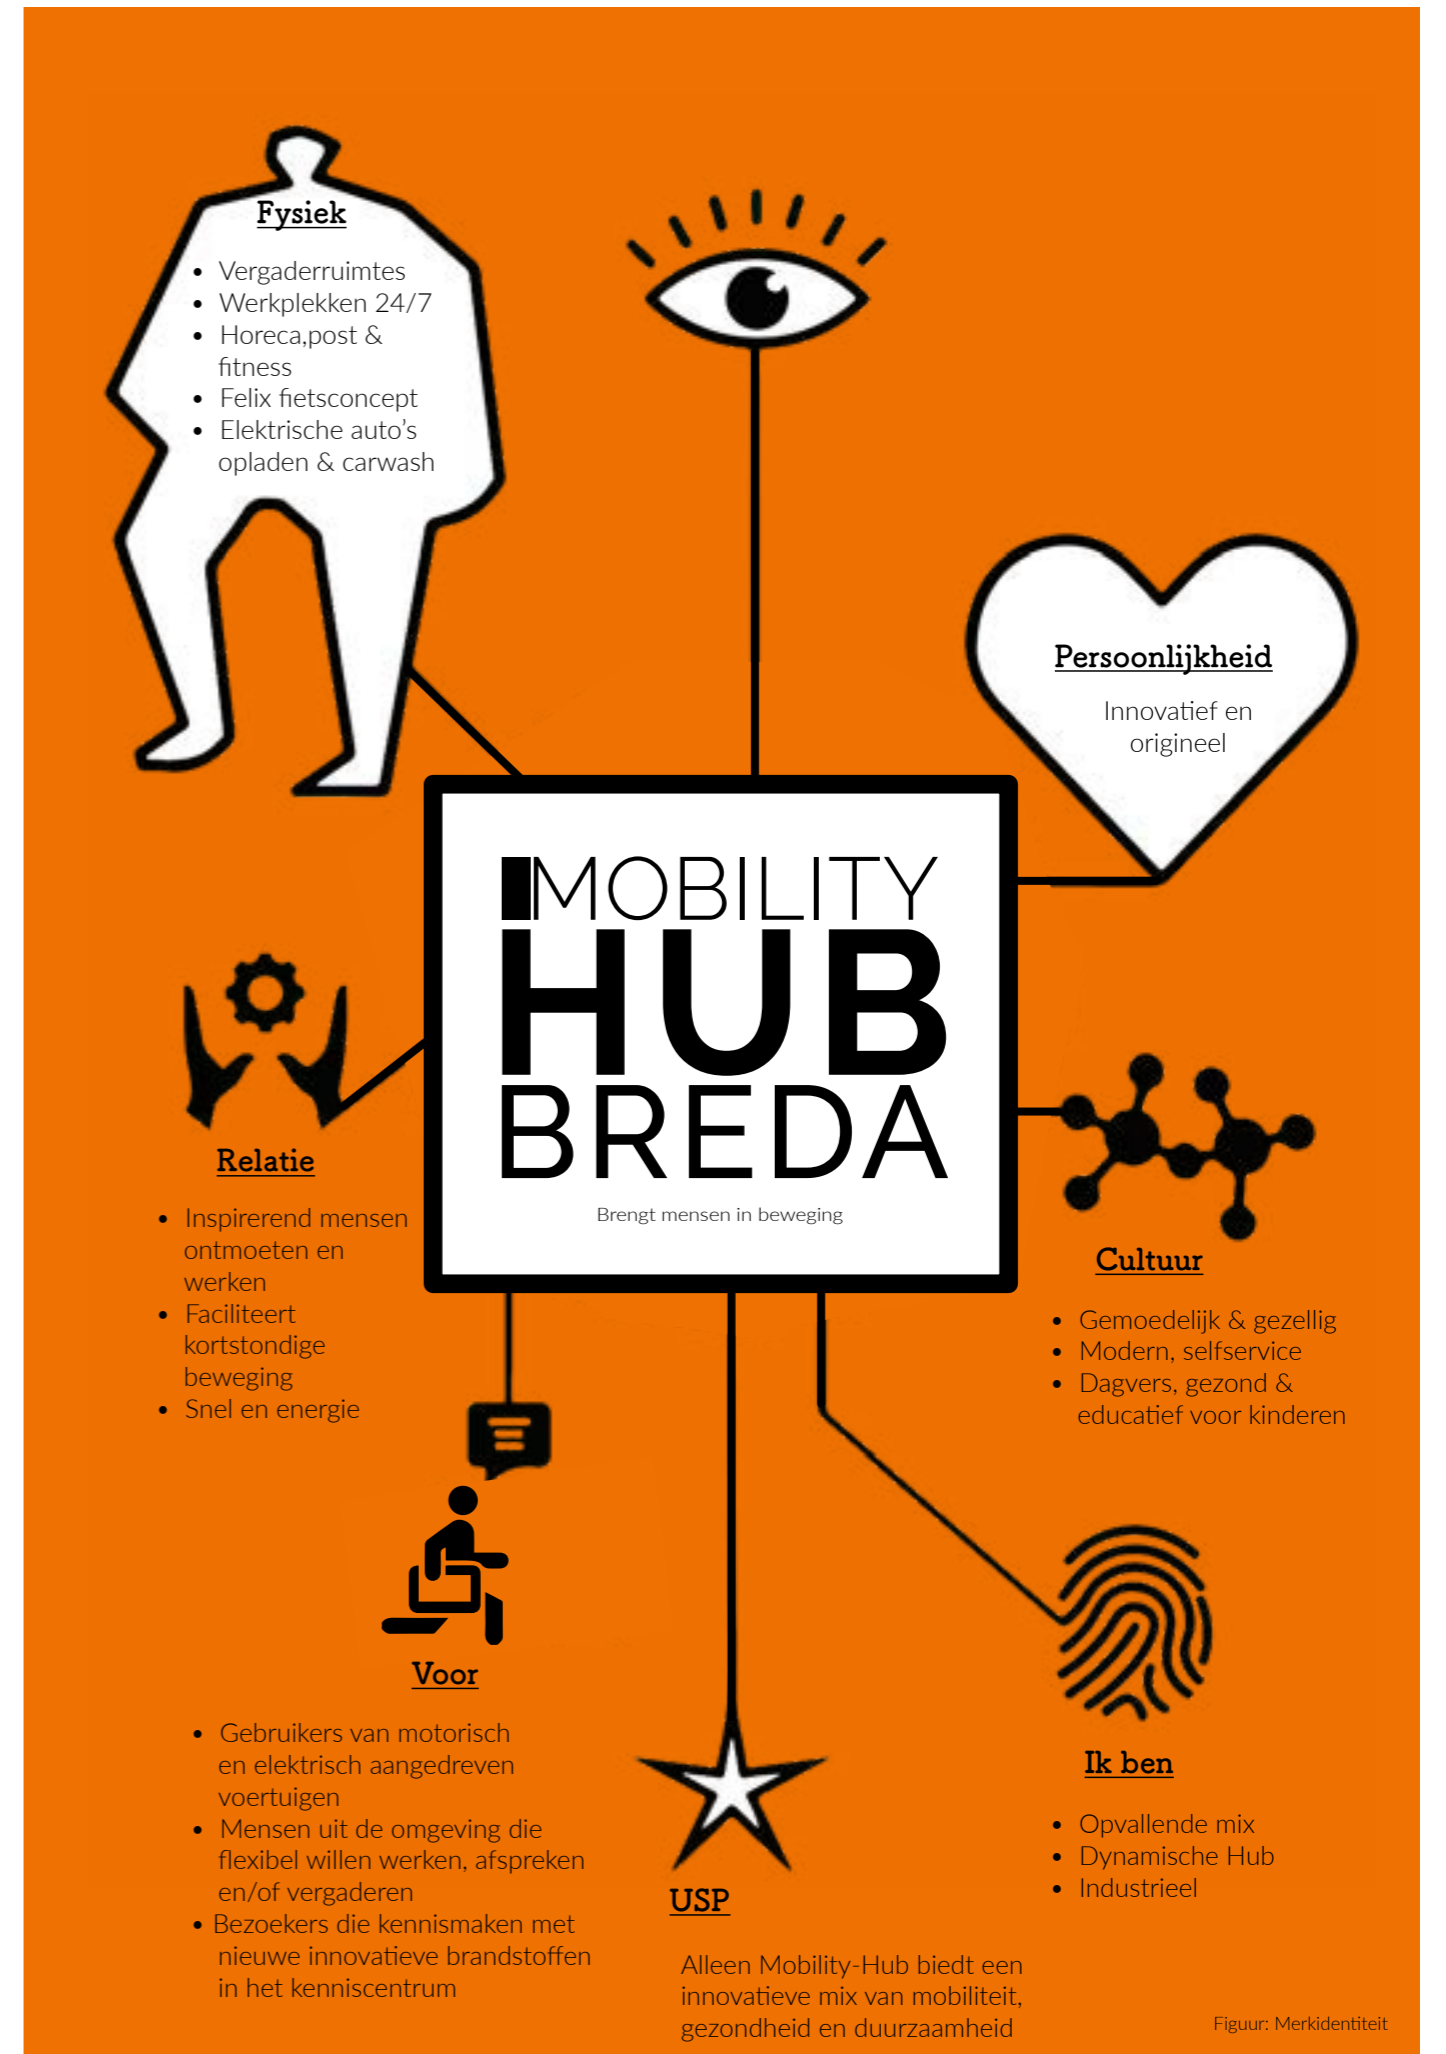 Fysiek
• Vergaderruimtes
• Werkplekken 24/7
• Horeca,post &
fitness
• Felix fietsconcept
• Elektrische auto's
opladen & carwash
Persoonlijkheid
Innovatief en
origineel
MOBILITY
HUB
BREDA
Brengt mensen in beweging
Relatie
• Inspirerend mensen
ontmoeten en
werken
• Faciliteert
kortstondige
beweging
• Snel en energie
Cultuur
• Gemoedelijk & gezellig
• Modern, selfservice
• Dagvers, gezond &
educatief voor kinderen
Voor
• Gebruikers van motorisch
en elektrisch aangedreven
voertuigen
• Mensen uit de omgeving die
flexibel willen werken, afspreken
en/of vergaderen
• Bezoekers die kennismaken met
nieuwe innovatieve brandstoffen
in het kenniscentrum
USP
Alleen Mobility-Hub biedt een
innovatieve mix van mobiliteit,
gezondheid en duurzaamheid
Ik ben
• Opvallende mix
• Dynamische Hub
• Industrieel
Figuur: Merkidentiteit